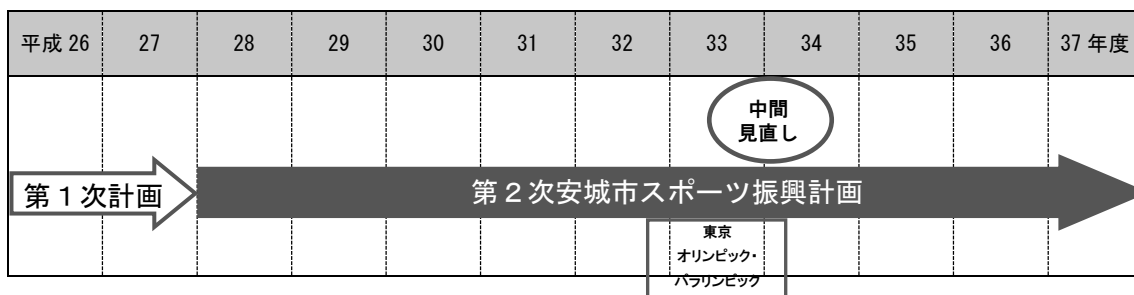 平成 26 27 28 29 30 31 32 33 34 35 36 37 年度
中間
見直し
第1次計画 第2次安城市スポーツ振興計画
東京
オリンピック・
パラリンピック